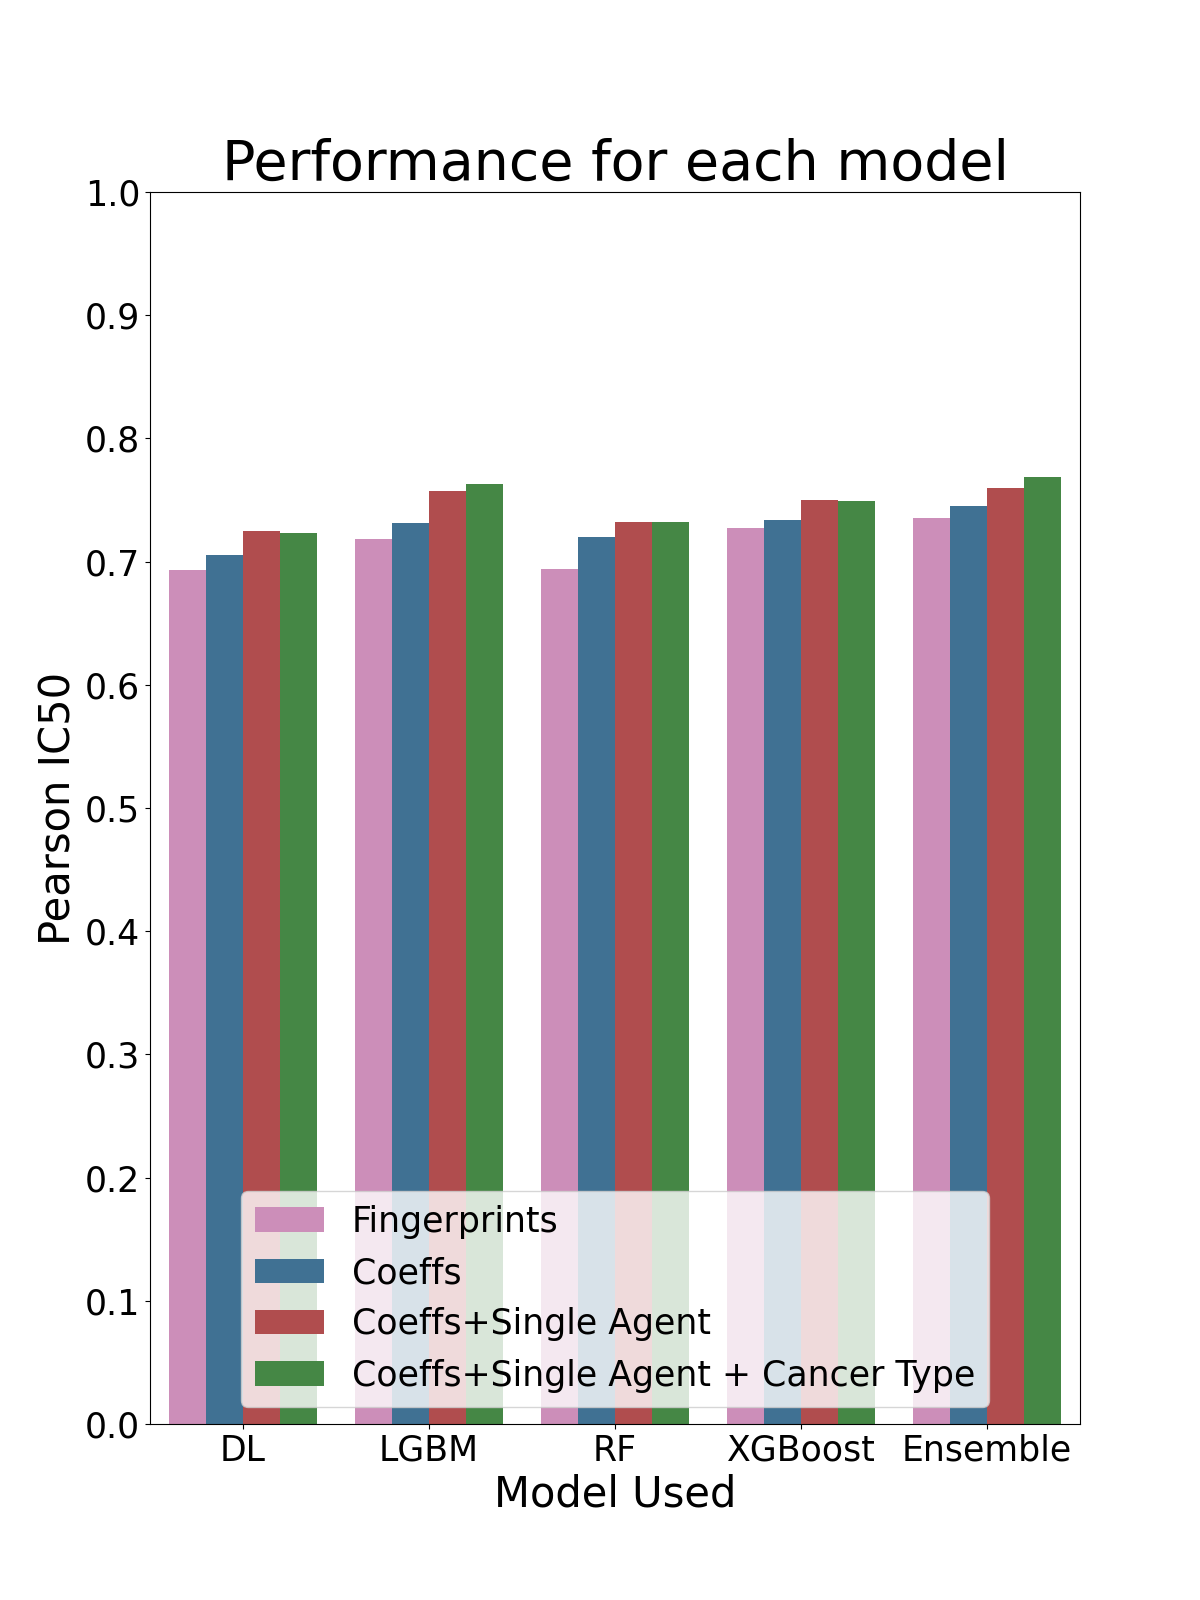 Performance for each model
1.0
0.9
0.8
0.7
0.6
0.5
0.4
0.3
0.2
0.1
0.0
Pearson IC50
Fingerprints
Coeffs
Coeffs+Single Agent
Coeffs+Single Agent + Cancer Type
DL LGBM RF XGBoost Ensemble
Model Used